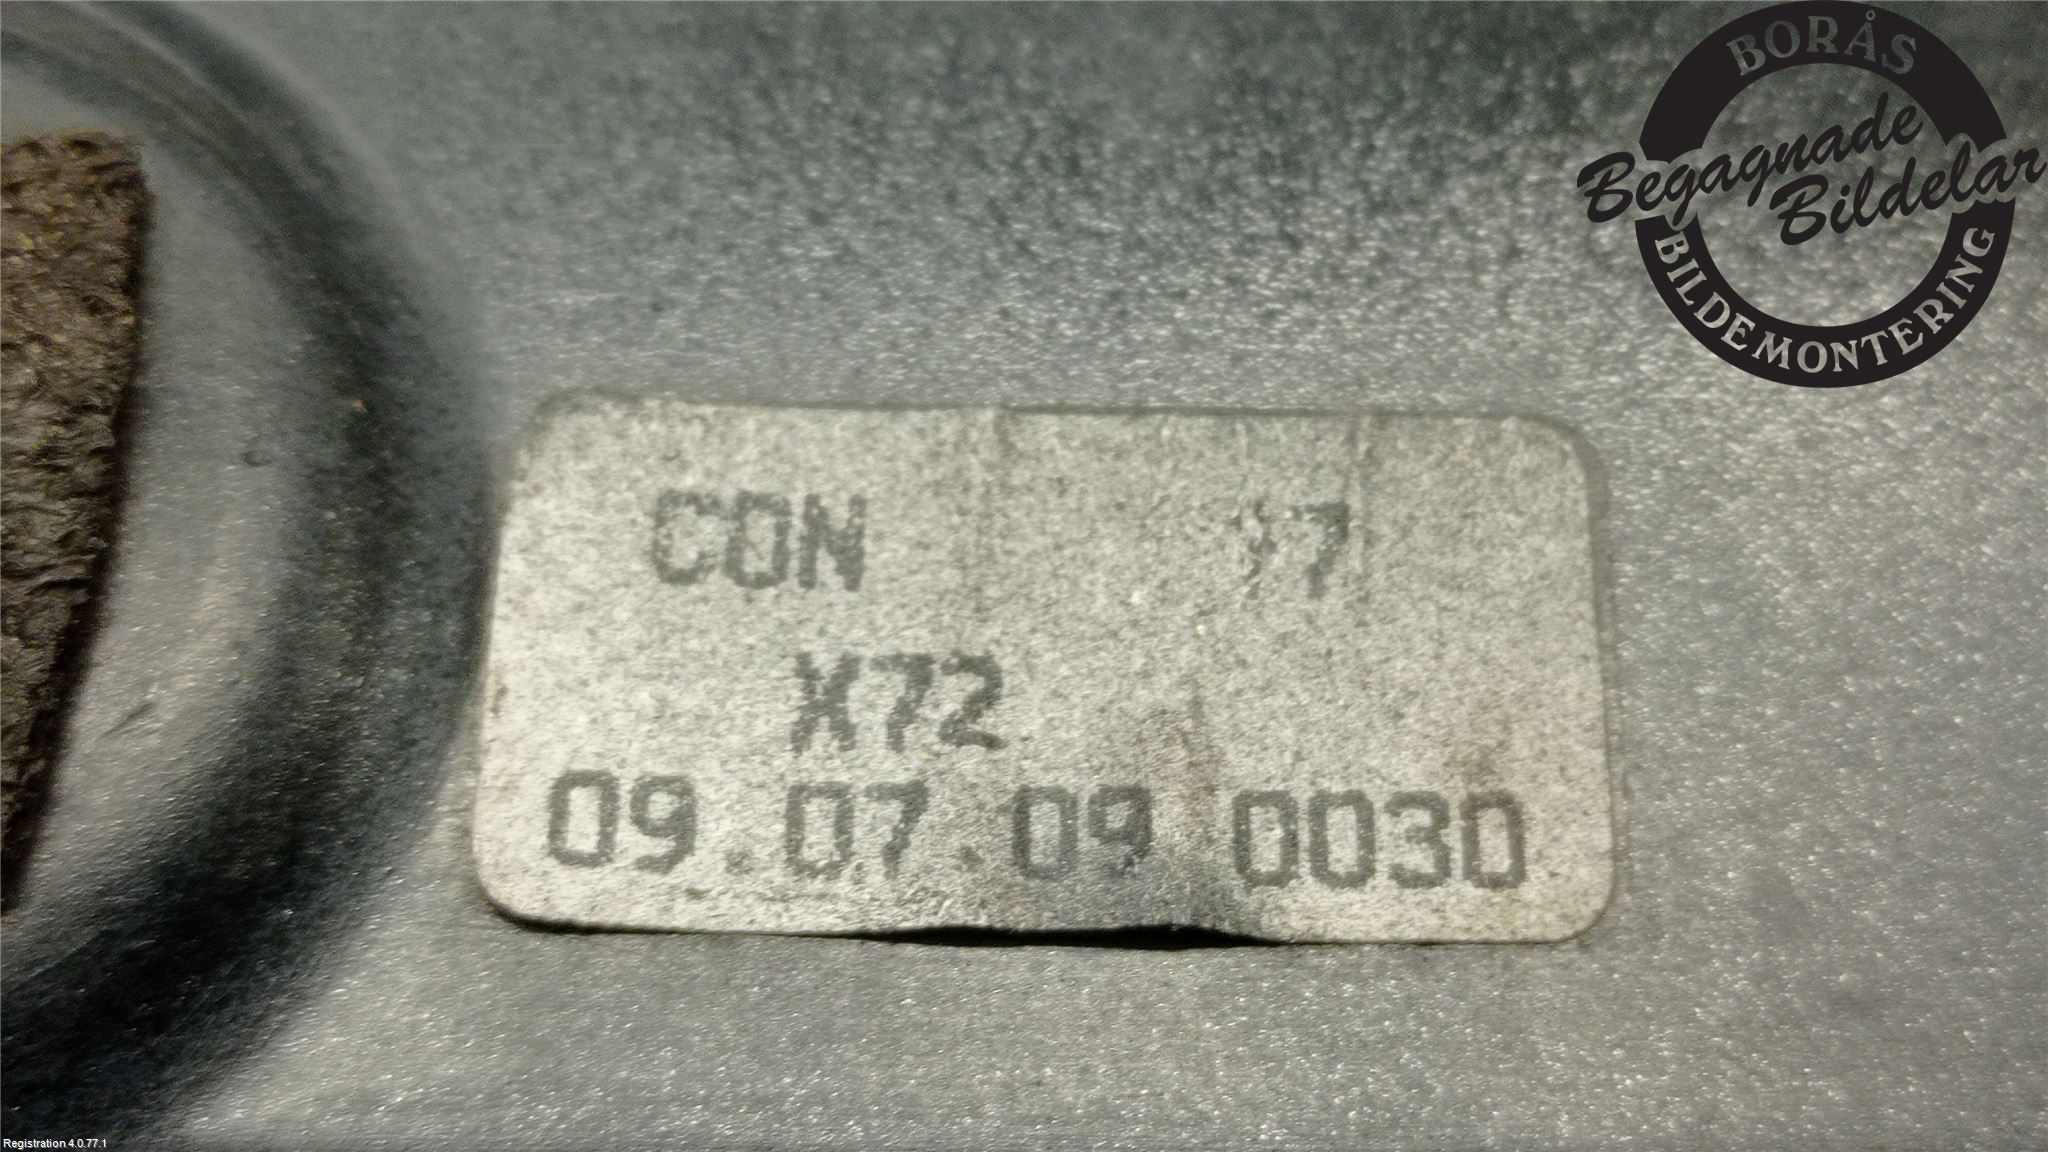 BORÅS
Begagnade
Bildelar
BILDEMONTERING
CON
X72
09.07.09 0030
Registration 4.0.77.1